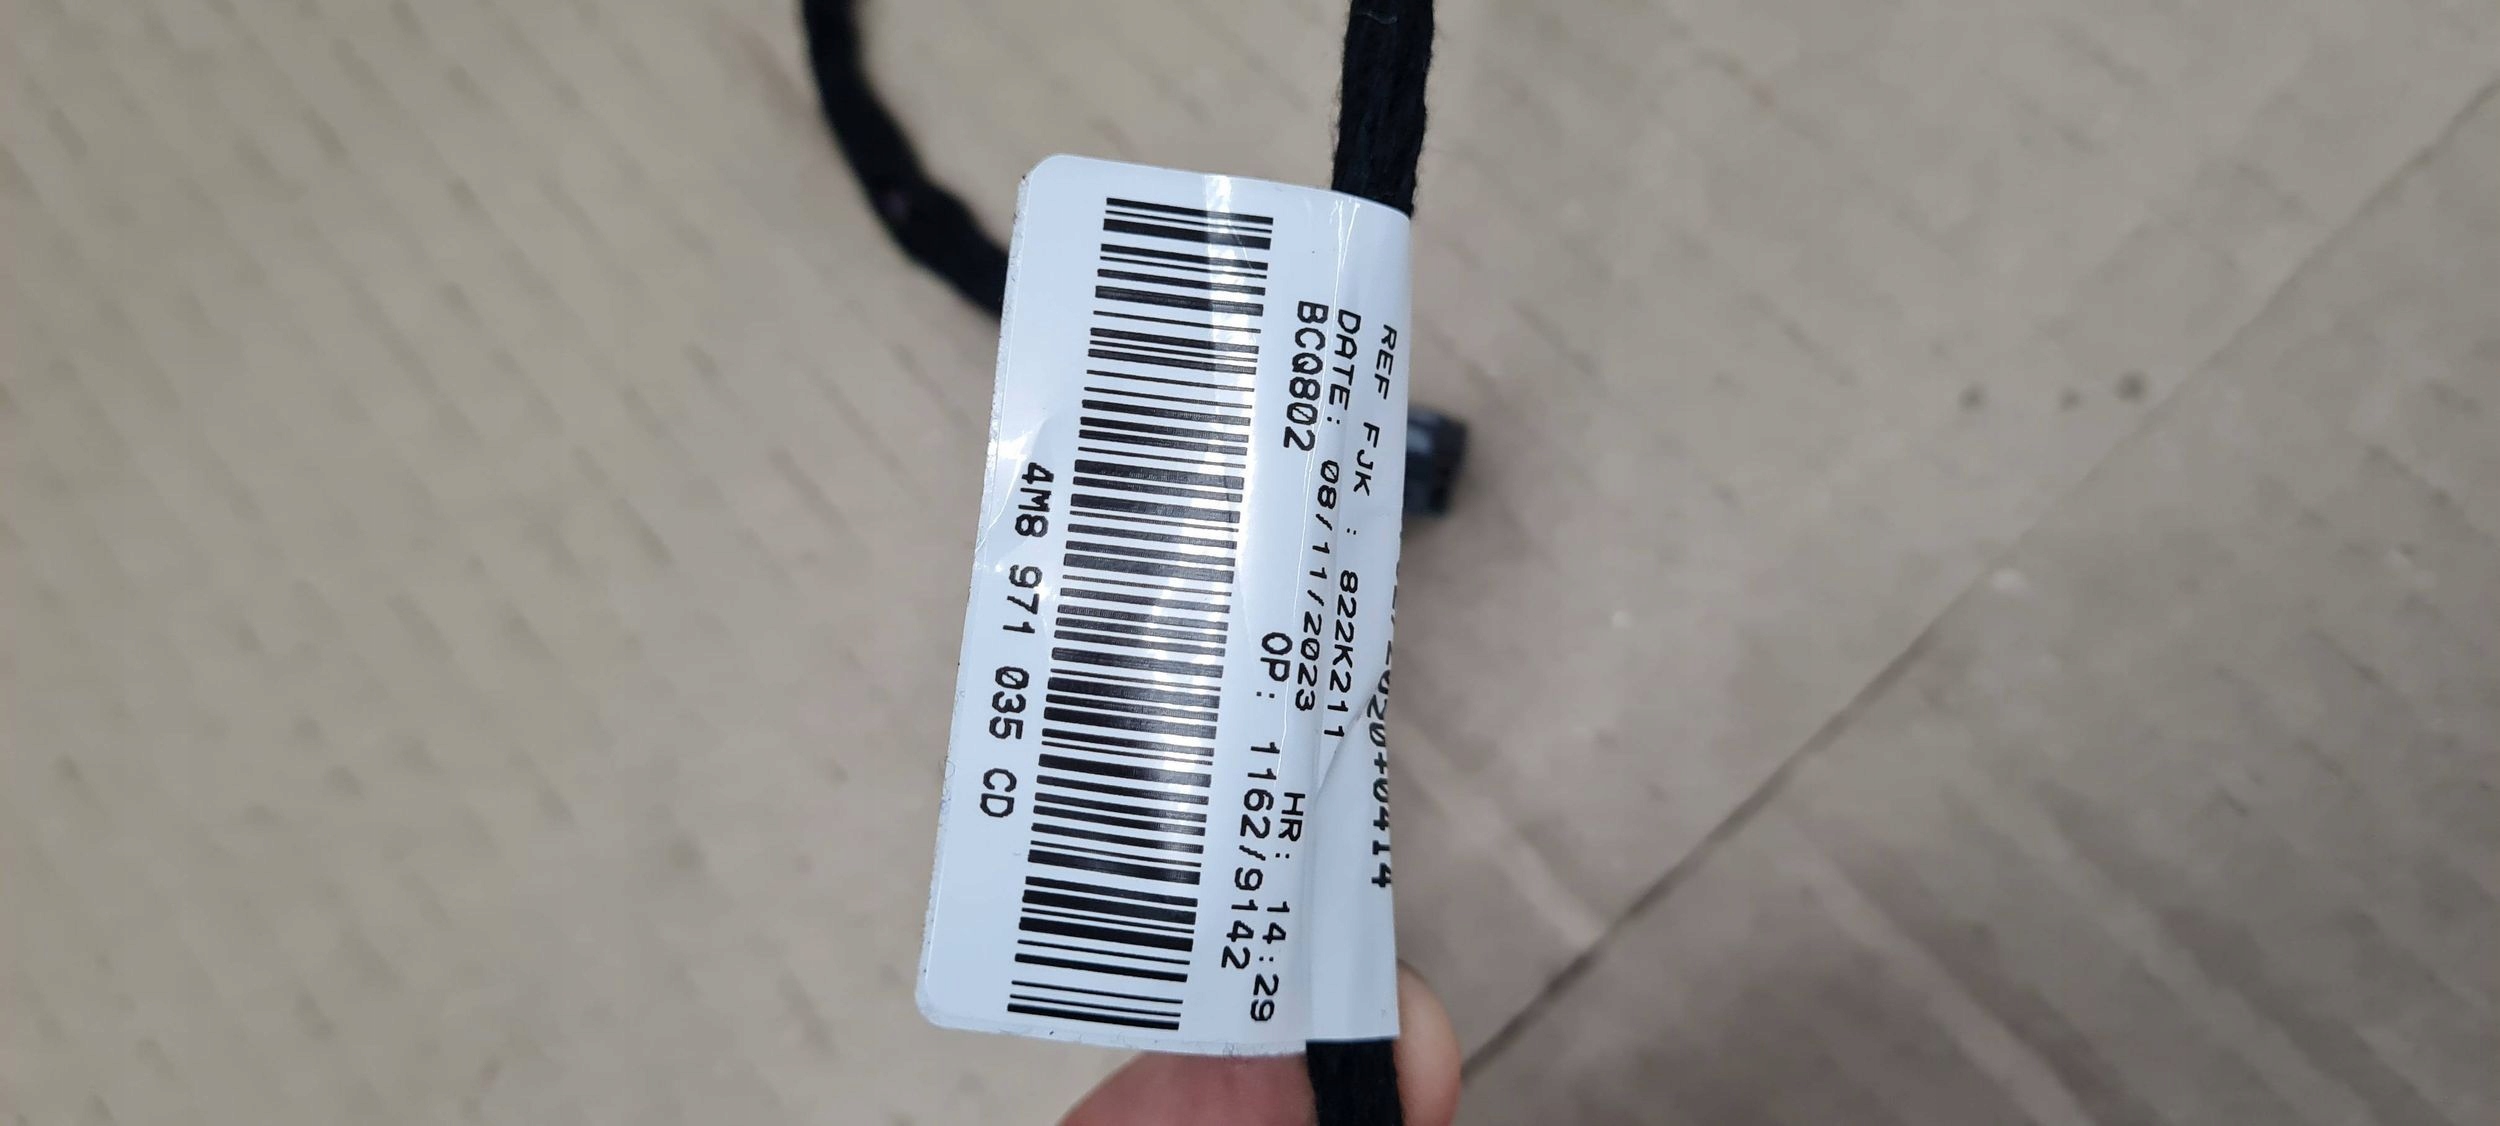 REF FJK : 822K211
DATE: 08/11/2023 HR: 14:29
BCQ802 OP: 1162/9142
4M8 971 035 CD